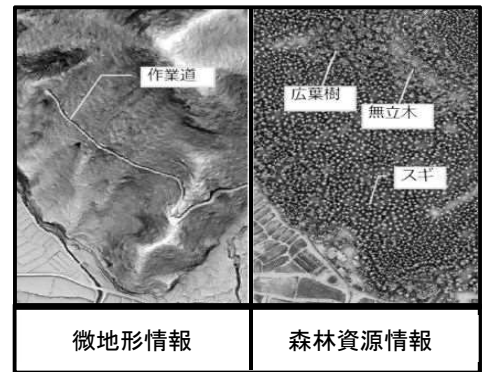 作業道
広葉樹
無立木
スギ
微地形情報
森林資源情報